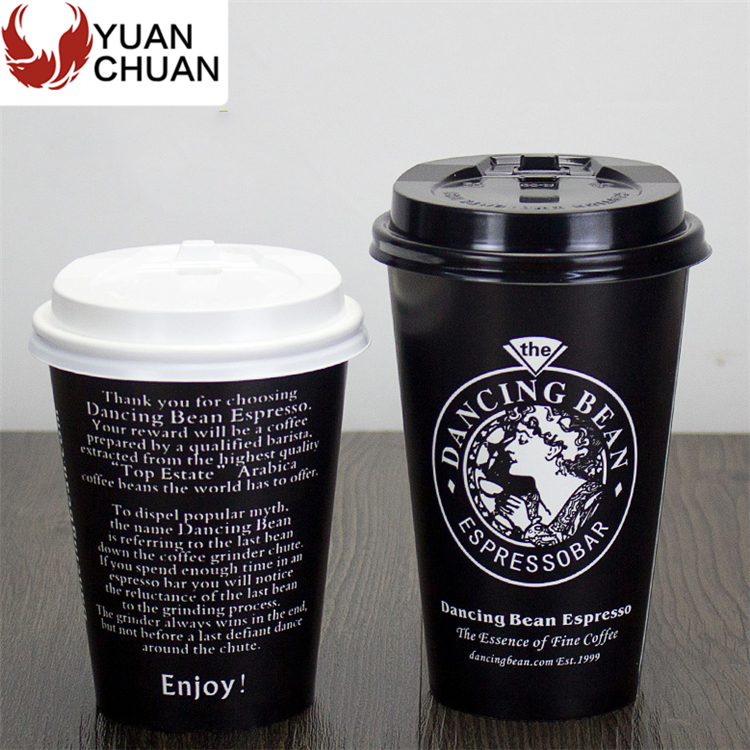 YUAN
CHUAN
Thank you for choosing
Dancing Bean Espresso.
Your reward will be a coffee
prepared by a qualified barista,
extracted from the highest quality
“Top Estate” Arabica
coffee beans the world has to offer.
To dispel popular myth,
the name Dancing Bean
is referring to the last bean
down the coffee grinder chute.
If you spend enough time in an
espresso bar you will notice
the reluctance of the last bean
to the grinding process.
The grinder always wins in the end,
but not before a last defiant dance
around the chute.
Enjoy!
the
DANCING BEAN
ESPRESSOBAR
Dancing Bean Espresso
The Essence of Fine Coffee
dancingbean.com Est.1999